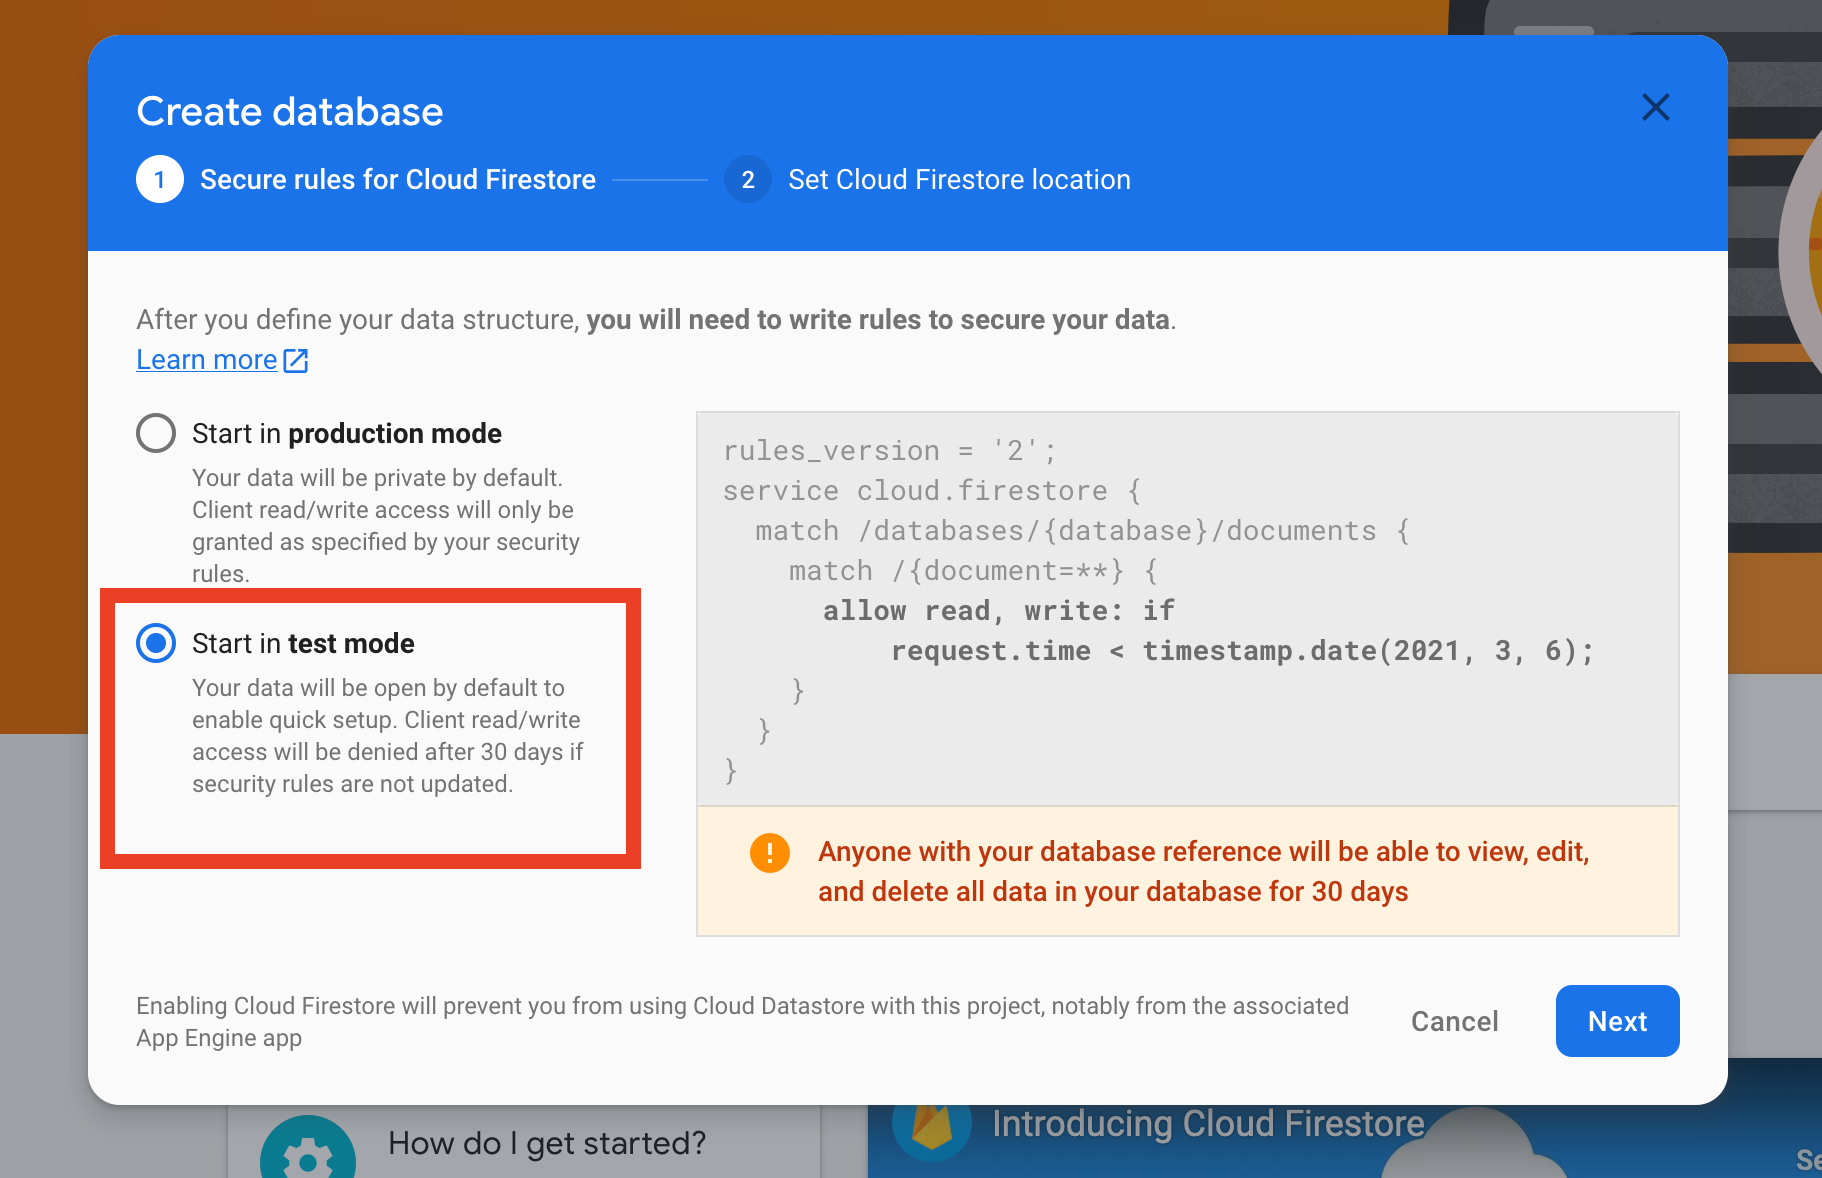 Create database
1 Secure rules for Cloud Firestore 2 Set Cloud Firestore location
After you define your data structure, you will need to write rules to secure your data.
Learn more
Start in production mode
Your data will be private by default.
Client read/write access will only be
granted as specified by your security
rules.
Start in test mode
Your data will be open by default to
enable quick setup. Client read/write
access will be denied after 30 days if
security rules are not updated.
rules_version = '2';
service cloud.firestore {
  match /databases/{database}/documents {
    match /{document=**} {
      allow read, write: if
          request.time < timestamp.date(2021, 3, 6);
    }
  }
}
Anyone with your database reference will be able to view, edit,
and delete all data in your database for 30 days
Enabling Cloud Firestore will prevent you from using Cloud Datastore with this project, notably from the associated
App Engine app
Cancel
Next
How do I get started?
Introducing Cloud Firestore